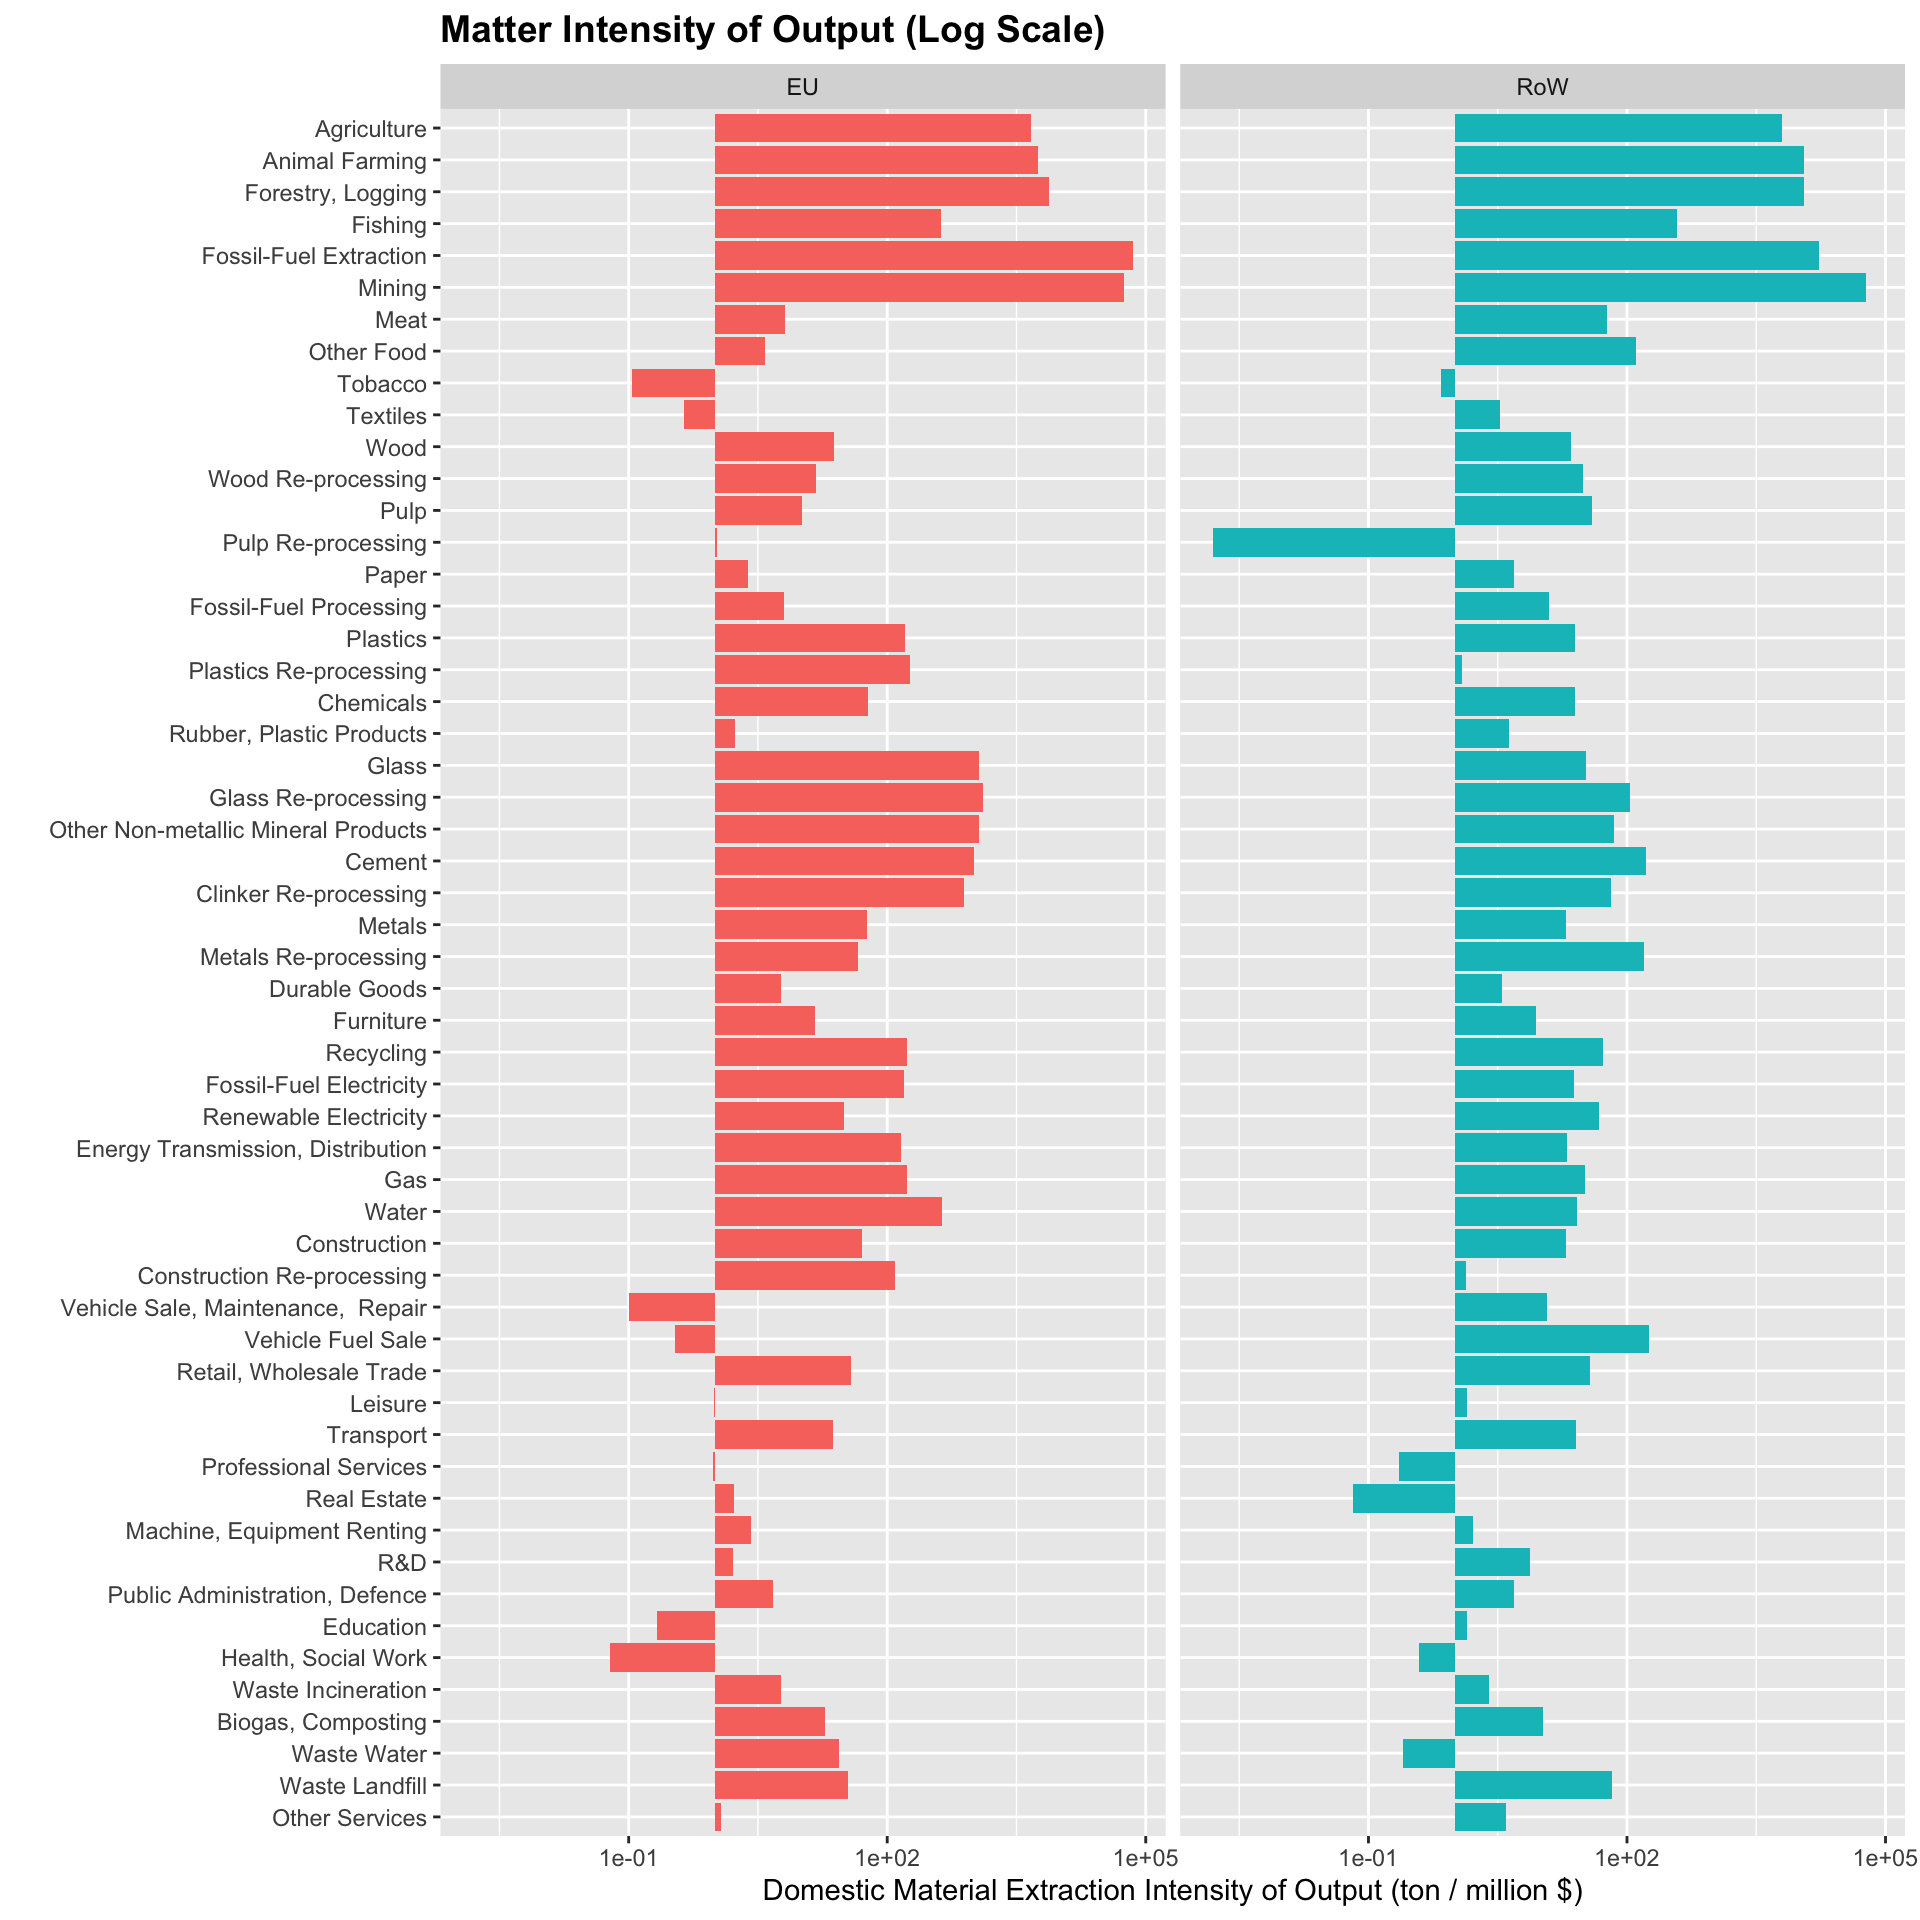 Matter Intensity of Output (Log Scale)
EU
RoW
Agriculture
Animal Farming
Forestry, Logging
Fishing
Fossil-Fuel Extraction
Mining
Meat
Other Food
Tobacco
Textiles
Wood
Wood Re-processing
Pulp
Pulp Re-processing
Paper
Fossil-Fuel Processing
Plastics
Plastics Re-processing
Chemicals
Rubber, Plastic Products
Glass
Glass Re-processing
Other Non-metallic Mineral Products
Cement
Clinker Re-processing
Metals
Metals Re-processing
Durable Goods
Furniture
Recycling
Fossil-Fuel Electricity
Renewable Electricity
Energy Transmission, Distribution
Gas
Water
Construction
Construction Re-processing
Vehicle Sale, Maintenance,  Repair
Vehicle Fuel Sale
Retail, Wholesale Trade
Leisure
Transport
Professional Services
Real Estate
Machine, Equipment Renting
R&D
Public Administration, Defence
Education
Health, Social Work
Waste Incineration
Biogas, Composting
Waste Water
Waste Landfill
Other Services
1e-01 1e+02 1e+05 1e-01 1e+02 1e+05
Domestic Material Extraction Intensity of Output (ton / million $)